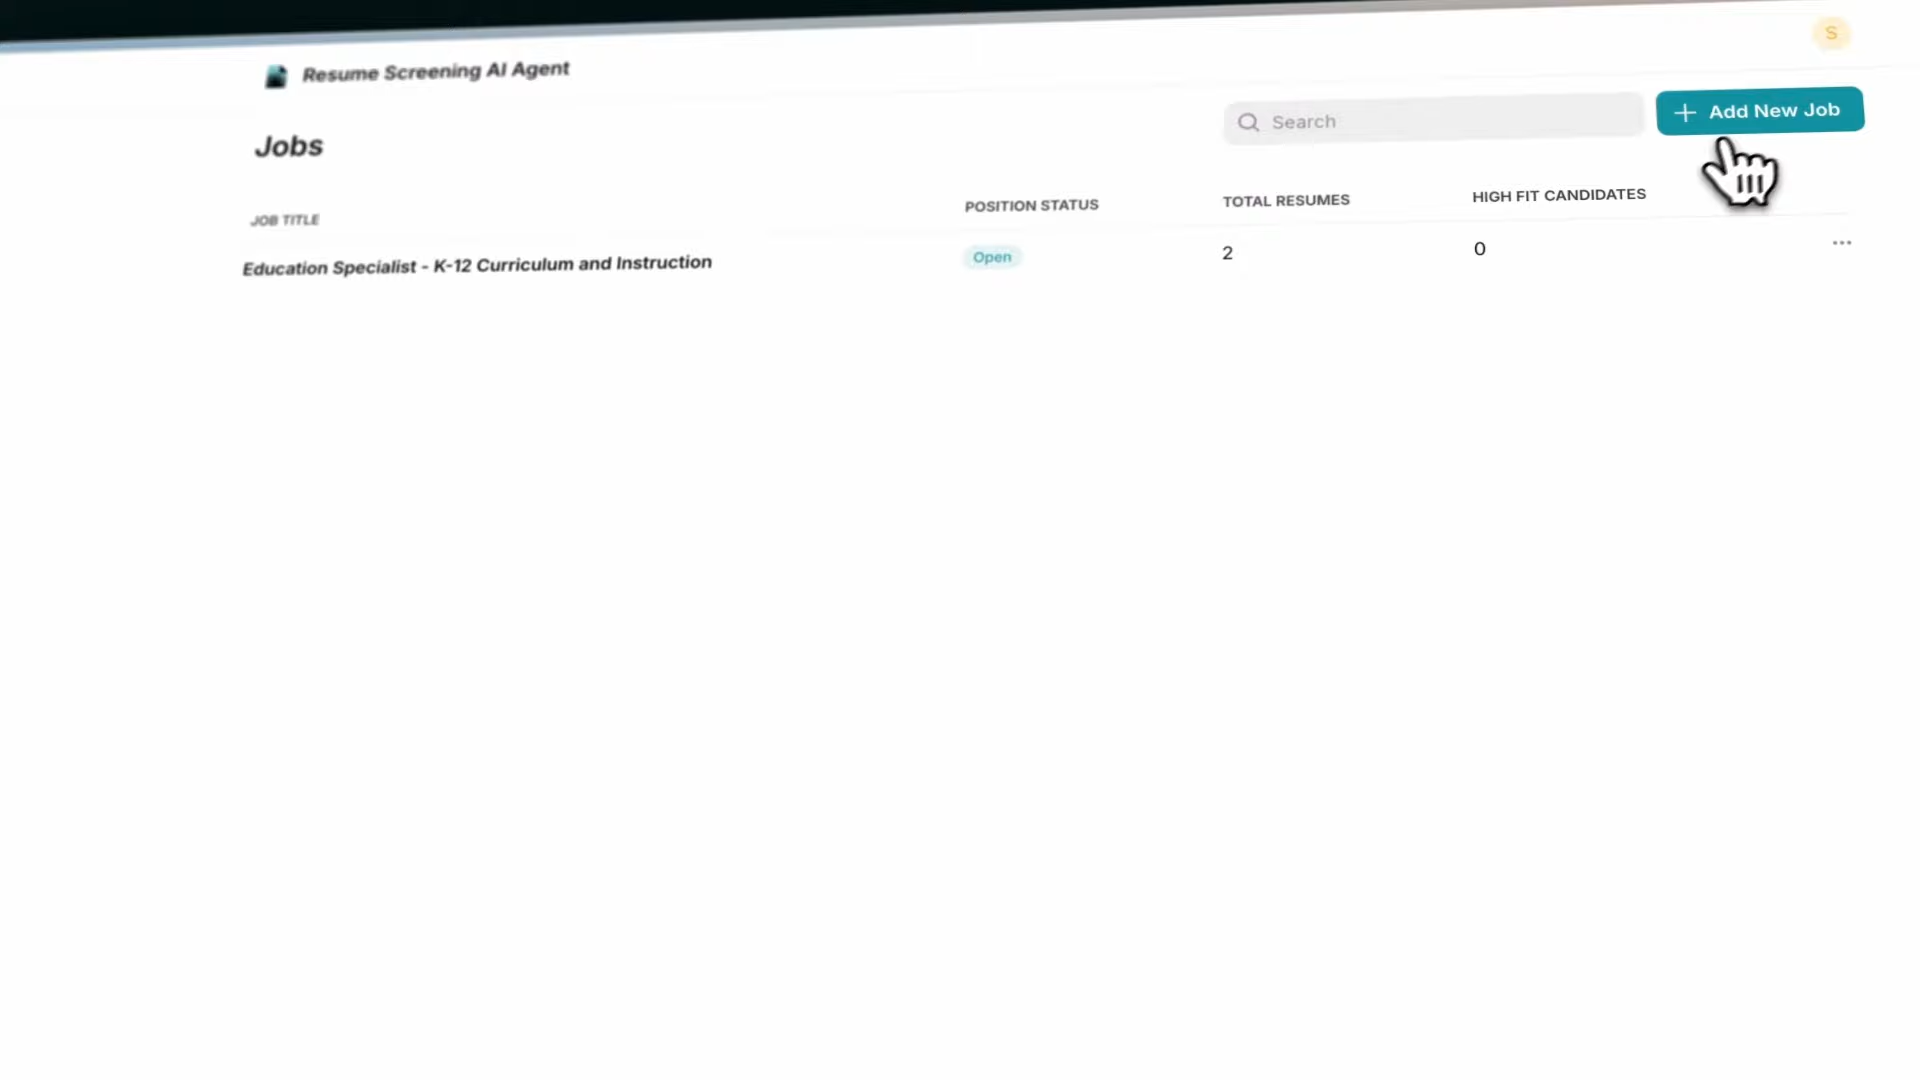 S
Resume Screening AI Agent
Search
Add New Job
Jobs
JOB TITLE
POSITION STATUS
TOTAL RESUMES
HIGH FIT CANDIDATES
Education Specialist - K-12 Curriculum and Instruction
Open
2
0